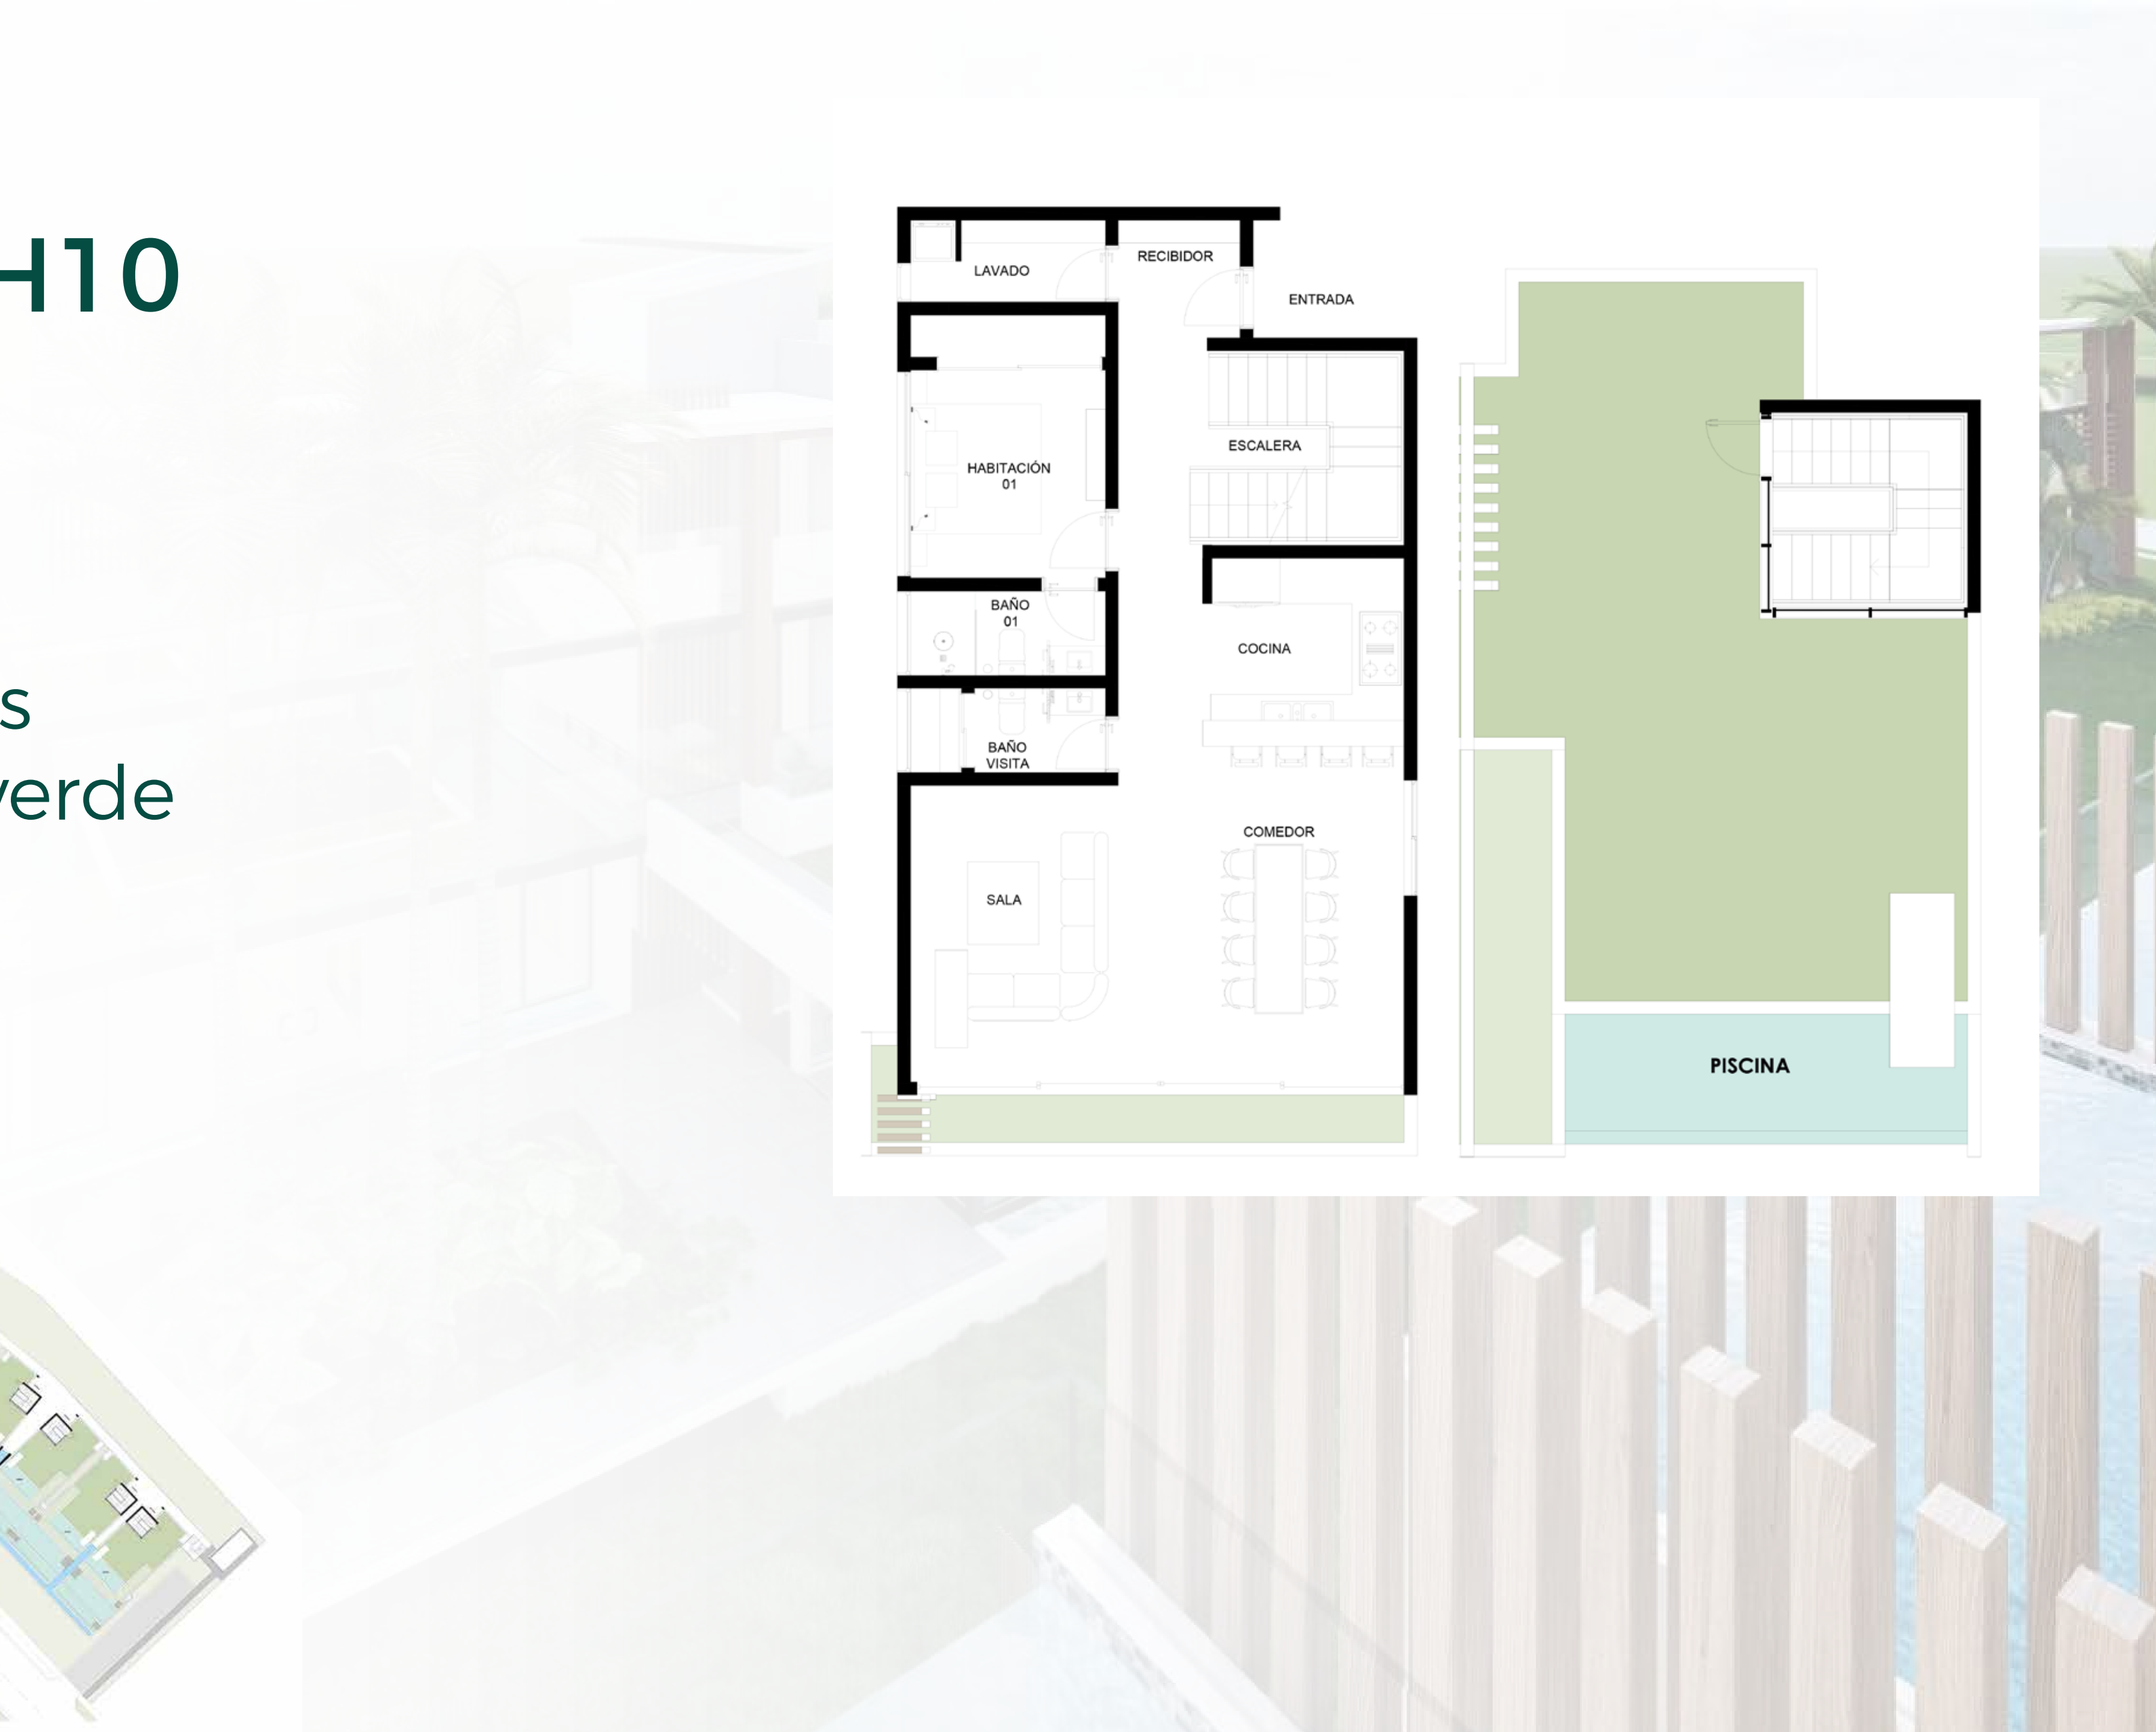 H10
s
verde
LAVADO
RECIBIDOR
ENTRADA
HABITACIÓN
01
ESCALERA
BAÑO
01
COCINA
BAÑO
VISITA
COMEDOR
SALA
PISCINA